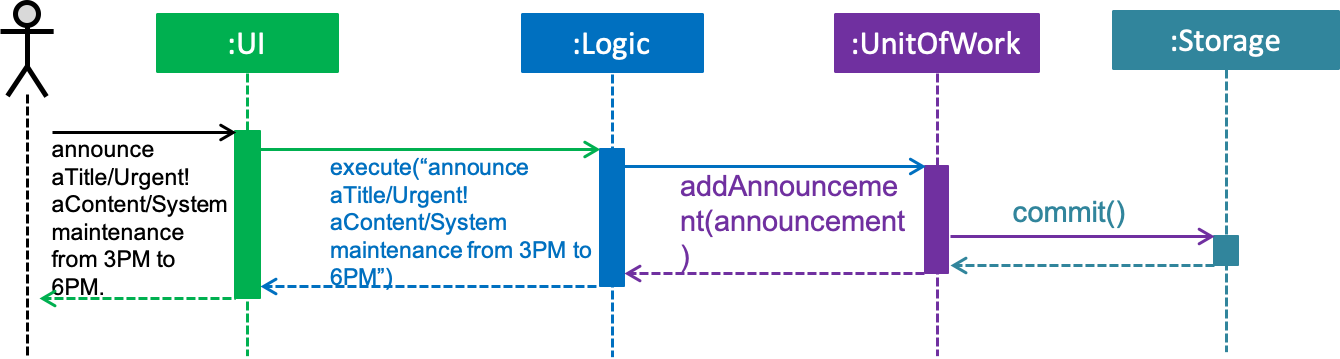 :UI
:Logic
:UnitOfWork
:Storage
announce
aTitle/Urgent!
aContent/System
maintenance
from 3PM to
6PM.
execute(“announce
aTitle/Urgent!
aContent/System
maintenance from 3PM to
6PM”)
addAnnounceme
nt(announcement
)
commit()